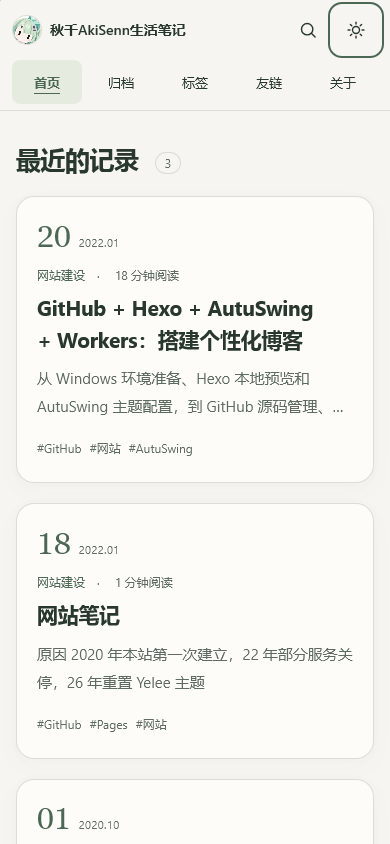 秋千AkiSenn生活笔记
首页 归档 标签 友链 关于
最近的记录 3
20 2022.01
网站建设 · 18 分钟阅读
GitHub + Hexo + AutuSwing
+ Workers：搭建个性化博客
从 Windows 环境准备、Hexo 本地预览和
AutuSwing 主题配置，到 GitHub 源码管理、...
#GitHub #网站 #AutuSwing
18 2022.01
网站建设 · 1 分钟阅读
网站笔记
原因 2020 年本站第一次建立，22 年部分服务关
停，26 年重置 Yelee 主题
#GitHub #Pages #网站
01 2020.10